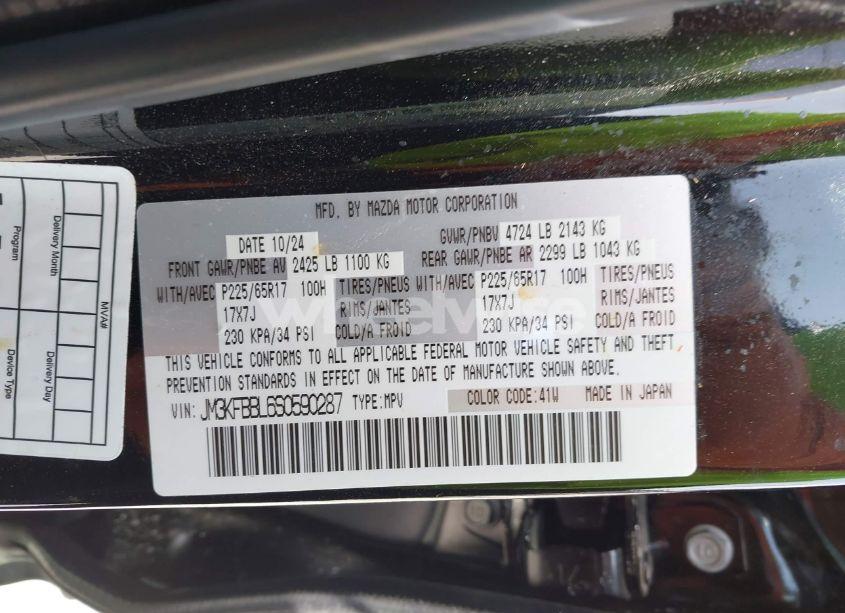 MFD. BY MAZDA MOTOR CORPORATION
DATE 10/24 GVWR/PNBV 4724 LB 2143 KG
FRONT GAWR/PNBE AV 2425 LB 1100 KG REAR GAWR/PNBE AR 2299 LB 1043 KG
WITH/AVEC P225/65R17 100H TIRES/PNEUS WITH/AVEC P225/65R17 100H TIRES/PNEUS
17X7J RIMS/JANTES 17X7J RIMS/JANTES
230 KPA/34 PSI COLD/A FROID 230 KPA/34 PSI COLD/A FROID
THIS VEHICLE CONFORMS TO ALL APPLICABLE FEDERAL MOTOR VEHICLE SAFETY AND THEFT
PREVENTION STANDARDS IN EFFECT ON THE DATE OF MANUFACTURE SHOWN ABOVE.
VIN: JM3KFBBL6S0590287 TYPE:MPV COLOR CODE:41W MADE IN JAPAN
Delivery Month
Program
MVA#
Delivery Day
Device Type